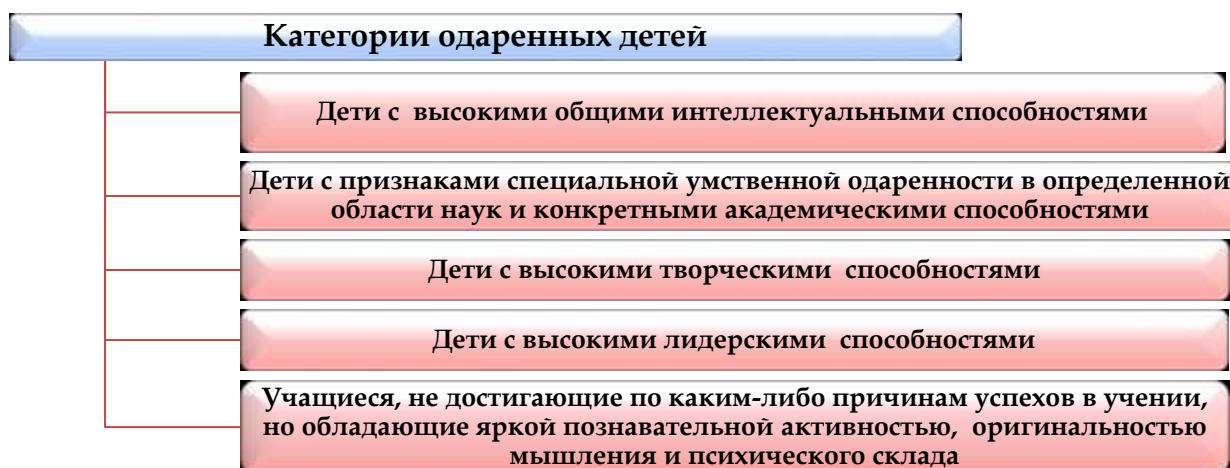 Категории одаренных детей
Дети с высокими общими интеллектуальными способностями
Дети с признаками специальной умственной одаренности в определенной
области наук и конкретными академическими способностями
Дети с высокими творческими способностями
Дети с высокими лидерскими способностями
Учащиеся, не достигающие по каким-либо причинам успехов в учении,
но обладающие яркой познавательной активностью, оригинальностью
мышления и психического склада